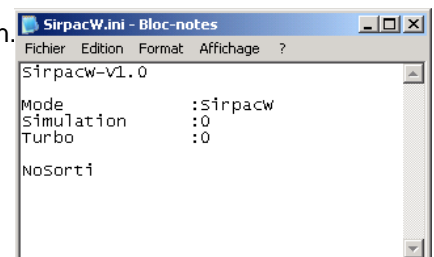 n.
SirpacW.ini - Bloc-notes
Fichier Edition Format Affichage ?
SirpacW-V1.0
Mode :SirpacW
Simulation :0
Turbo :0
NoSorti